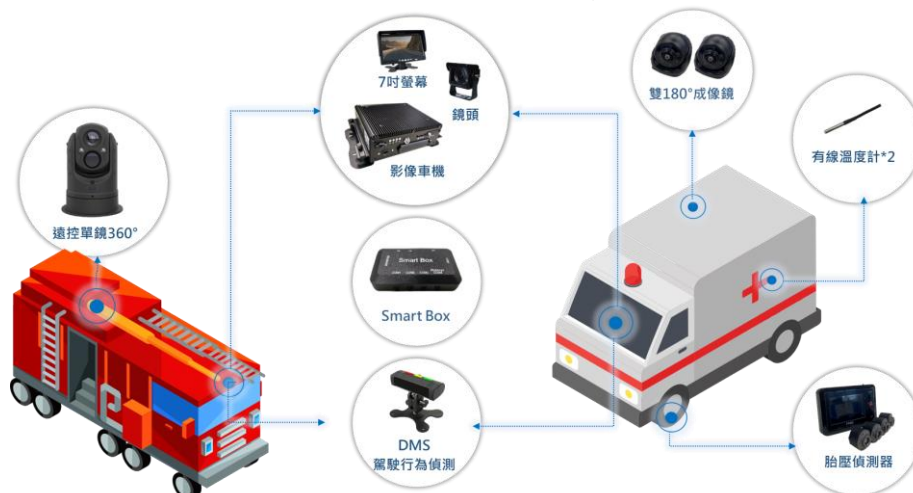 7吋螢幕
鏡頭
影像車機
雙180°成像鏡
有線溫度計*2
遠控單鏡360°
Smart Box
Smart Box
DMS
駕駛行為偵測
胎壓偵測器